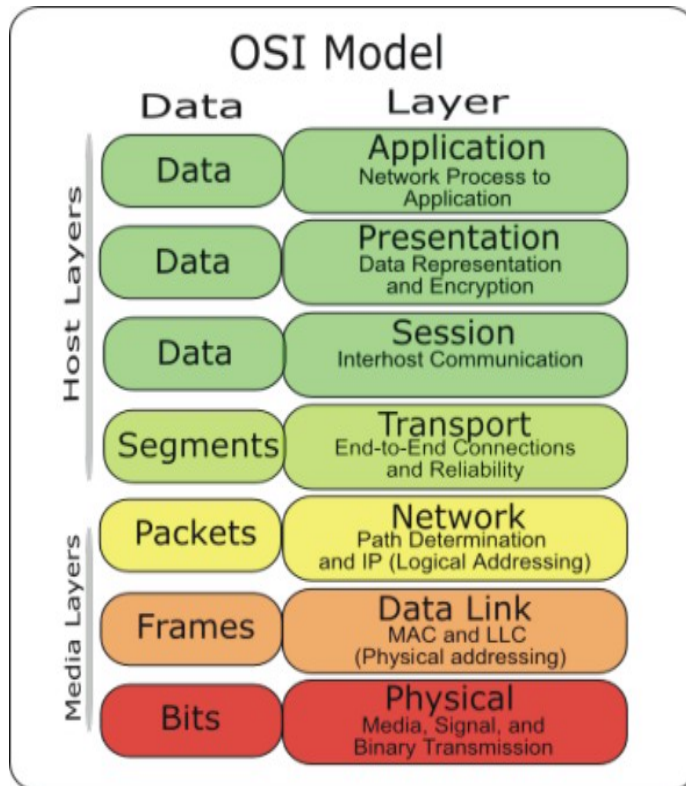 OSI Model
Data Layer
Host Layers
Data
Application
Network Process to
Application
Data
Presentation
Data Representation
and Encryption
Data
Session
Interhost Communication
Segments
Transport
End-to-End Connections
and Reliability
Media Layers
Packets
Network
Path Determination
and IP (Logical Addressing)
Frames
Data Link
MAC and LLC
(Physical addressing)
Bits
Physical
Media, Signal, and
Binary Transmission